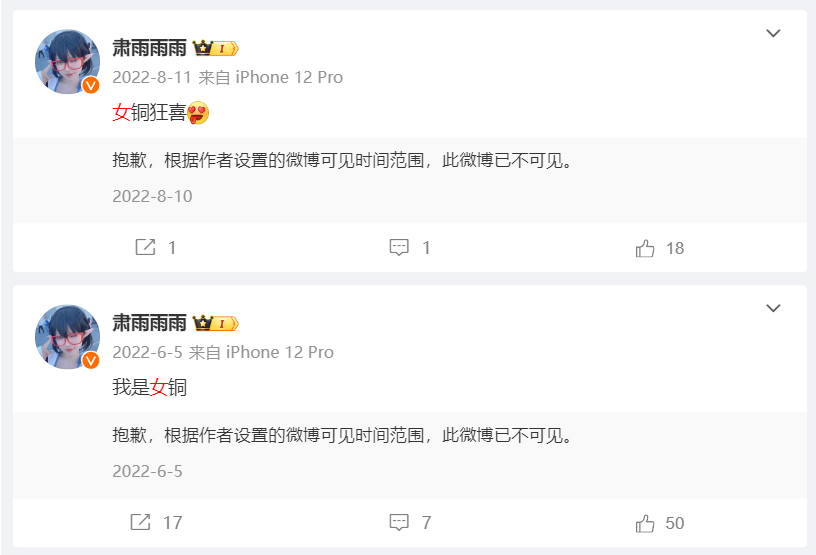 肃雨雨雨 I
2022-8-11 来自 iPhone 12 Pro
女铜狂喜
抱歉，根据作者设置的微博可见时间范围，此微博已不可见。
2022-8-10
1 1 18
肃雨雨雨 I
2022-6-5 来自 iPhone 12 Pro
我是女铜
抱歉，根据作者设置的微博可见时间范围，此微博已不可见。
2022-6-5
17 7 50